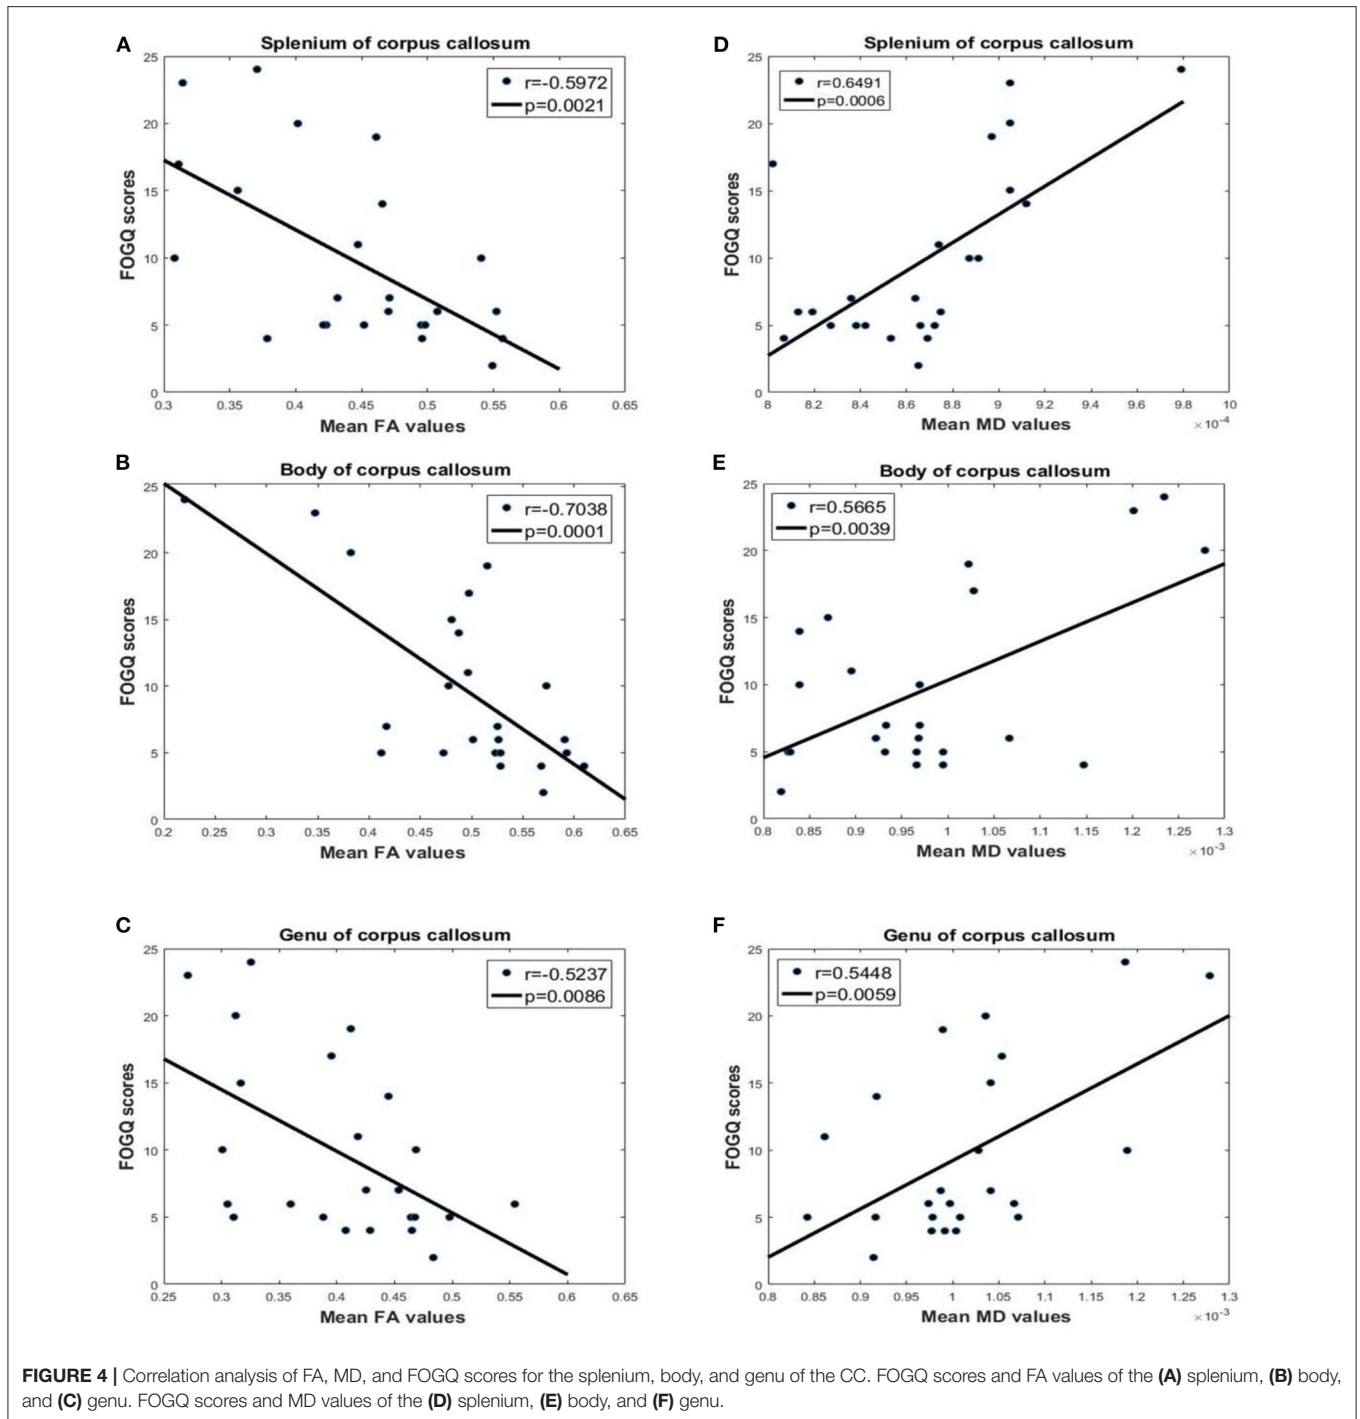 A
Splenium of corpus callosum
r=-0.5972
p=0.0021
25
20
15
10
5
0
FOGQ scores
0.3 0.35 0.4 0.45 0.5 0.55 0.6 0.65
Mean FA values
D
Splenium of corpus callosum
r=0.6491
p=0.0006
25
20
15
10
5
0
FOGQ scores
8 8.2 8.4 8.6 8.8 9 9.2 9.4 9.6 9.8 10
Mean MD values
×10-4
B
Body of corpus callosum
r=-0.7038
p=0.0001
25
20
15
10
5
0
FOGQ scores
0.2 0.25 0.3 0.35 0.4 0.45 0.5 0.55 0.6 0.65
Mean FA values
E
Body of corpus callosum
r=0.5665
p=0.0039
25
20
15
10
5
0
FOGQ scores
0.8 0.85 0.9 0.95 1 1.05 1.1 1.15 1.2 1.25 1.3
Mean MD values
×10-3
C
Genu of corpus callosum
r=-0.5237
p=0.0086
25
20
15
10
5
0
FOGQ scores
0.25 0.3 0.35 0.4 0.45 0.5 0.55 0.6 0.65
Mean FA values
F
Genu of corpus callosum
r=0.5448
p=0.0059
25
20
15
10
5
0
FOGQ scores
0.8 0.85 0.9 0.95 1 1.05 1.1 1.15 1.2 1.25 1.3
Mean MD values
×10-3
FIGURE 4 | Correlation analysis of FA, MD, and FOGQ scores for the splenium, body, and genu of the CC. FOGQ scores and FA values of the (A) splenium, (B) body,
and (C) genu. FOGQ scores and MD values of the (D) splenium, (E) body, and (F) genu.